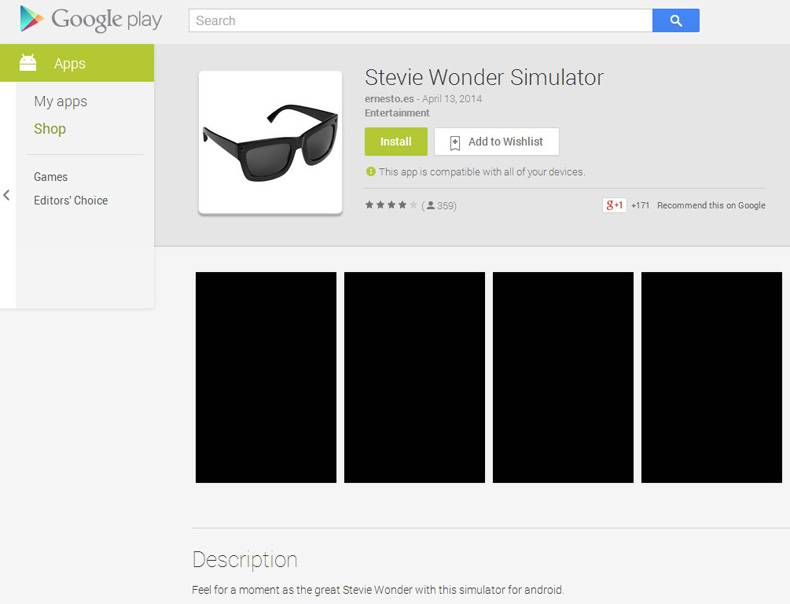 Google play
Search
Apps
My apps
Shop
Games
Editors' Choice
Stevie Wonder Simulator
ernesto.es - April 13, 2014
Entertainment
Install
Add to Wishlist
This app is compatible with all of your devices.
( 359)
g+1 +171 Recommend this on Google
Description
Feel for a moment as the great Stevie Wonder with this simulator for android.